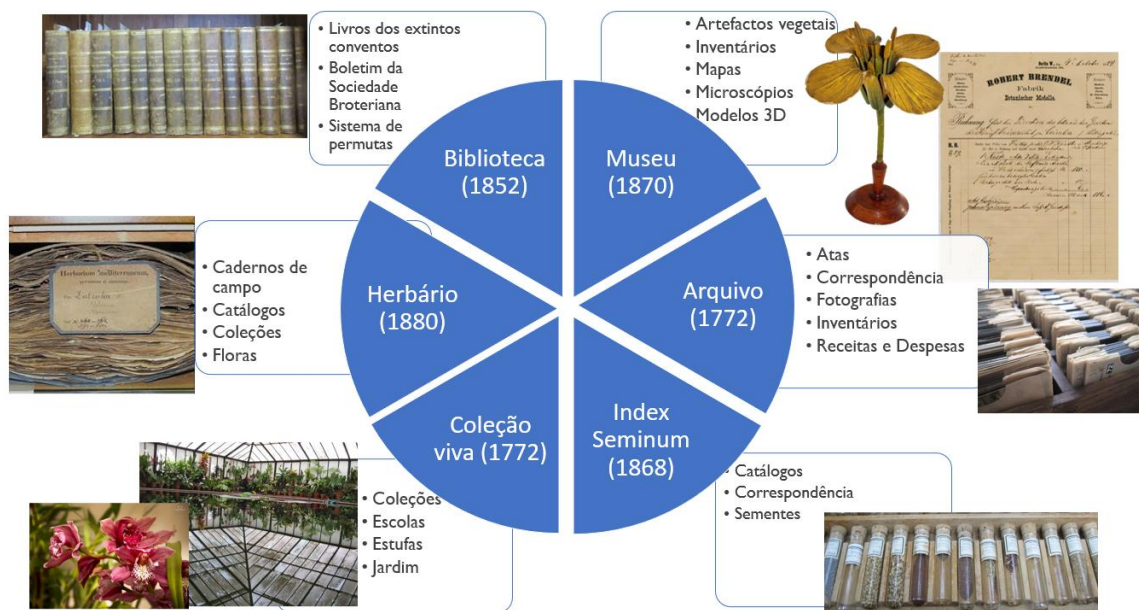 • Livros dos extintos
conventos
• Boletim da
Sociedade
Broteriana
• Sistema de
permutas
Biblioteca
(1852)
• Artefactos vegetais
• Inventários
• Mapas
• Microscópios
• Modelos 3D
Museu
(1870)
ROBERT BRENDEL
Fabrik
Botanischer Modelle.
• Cadernos de
campo
• Catálogos
• Coleções
• Floras
Herbário
(1880)
Herbarium mediterraneum,
• Atas
• Correspondência
• Fotografias
• Inventários
• Receitas e Despesas
Arquivo
(1772)
• Coleções
• Escolas
• Estufas
• Jardim
Coleção
viva (1772)
• Catálogos
• Correspondência
• Sementes
Index
Seminum
(1868)